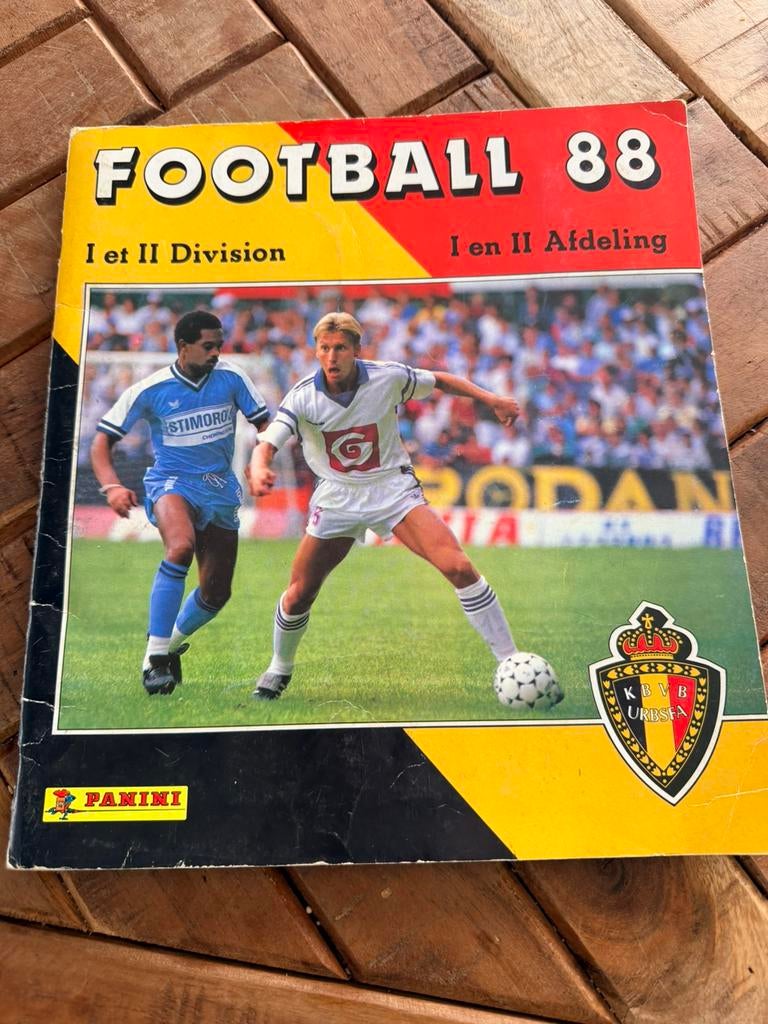 FOOTBALL 88
I et II Division
I en II Afdeling
STIMOROL
G
RODAN
KBVB
URBSFA
PANINI